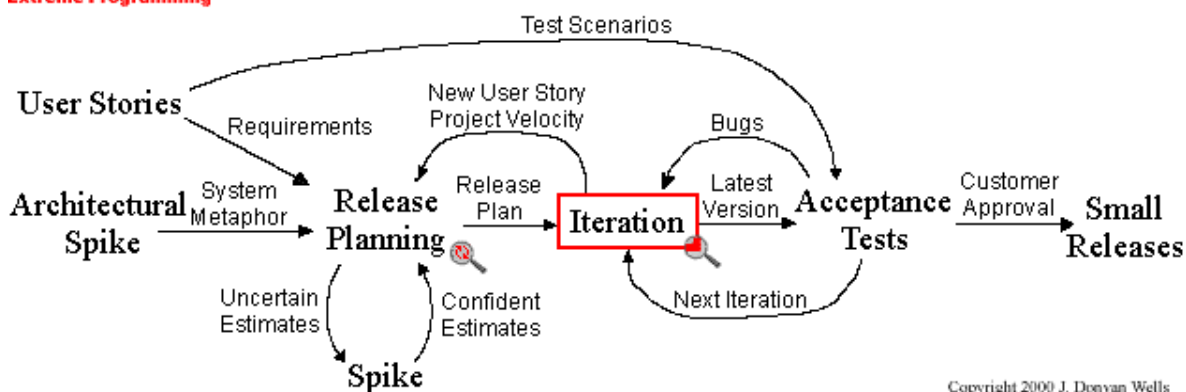 Extreme Programming
Test Scenarios
User Stories
New User Story
Project Velocity
Bugs
Requirements
Architectural
Spike
System
Metaphor
Release
Planning
Release
Plan
Iteration
Latest
Version
Acceptance
Tests
Customer
Approval
Small
Releases
Uncertain
Estimates
Confident
Estimates
Next Iteration
Spike
Copyright 2000 J. Donvan Wells